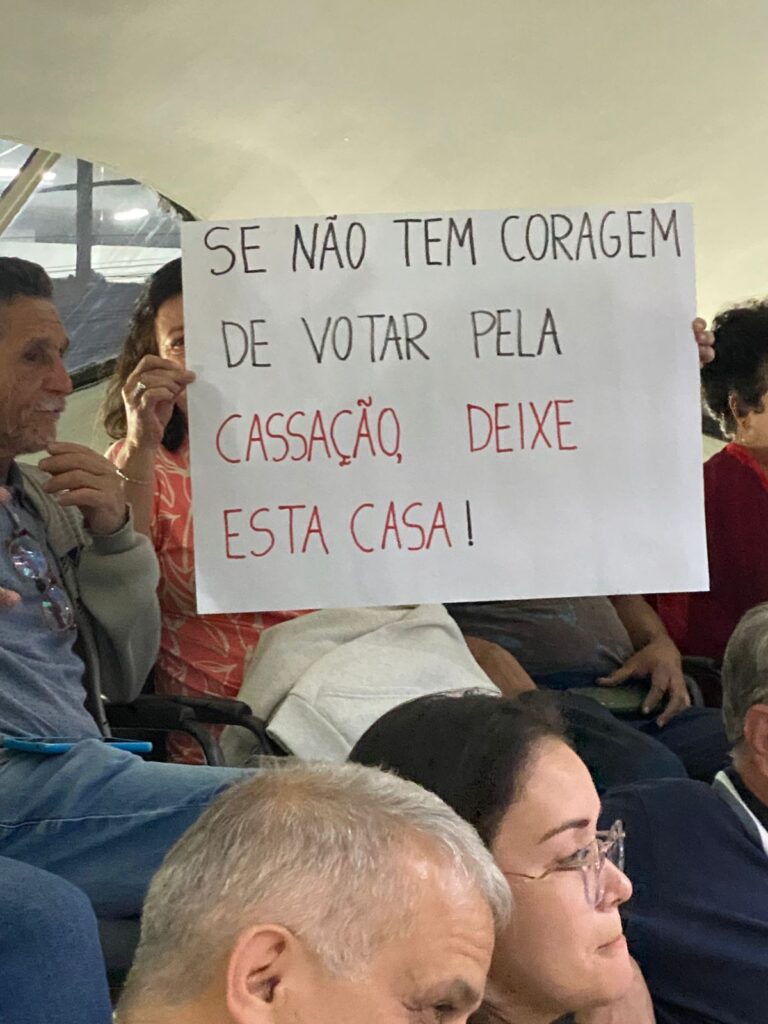 SE NÃO TEM CORAGEM
DE VOTAR PELA
CASSAÇÃO, DEIXE
ESTA CASA!